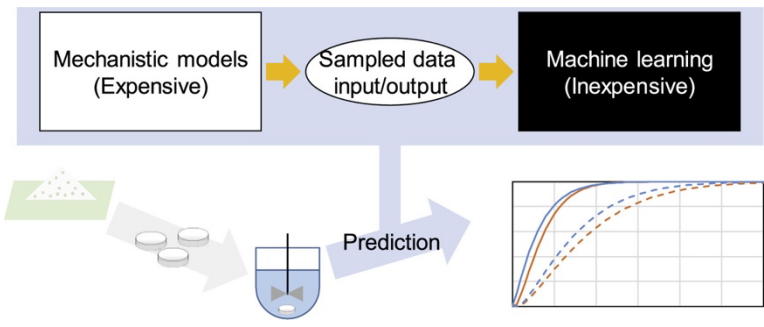 Mechanistic models
(Expensive)
Sampled data
input/output
Machine learning
(Inexpensive)
Prediction